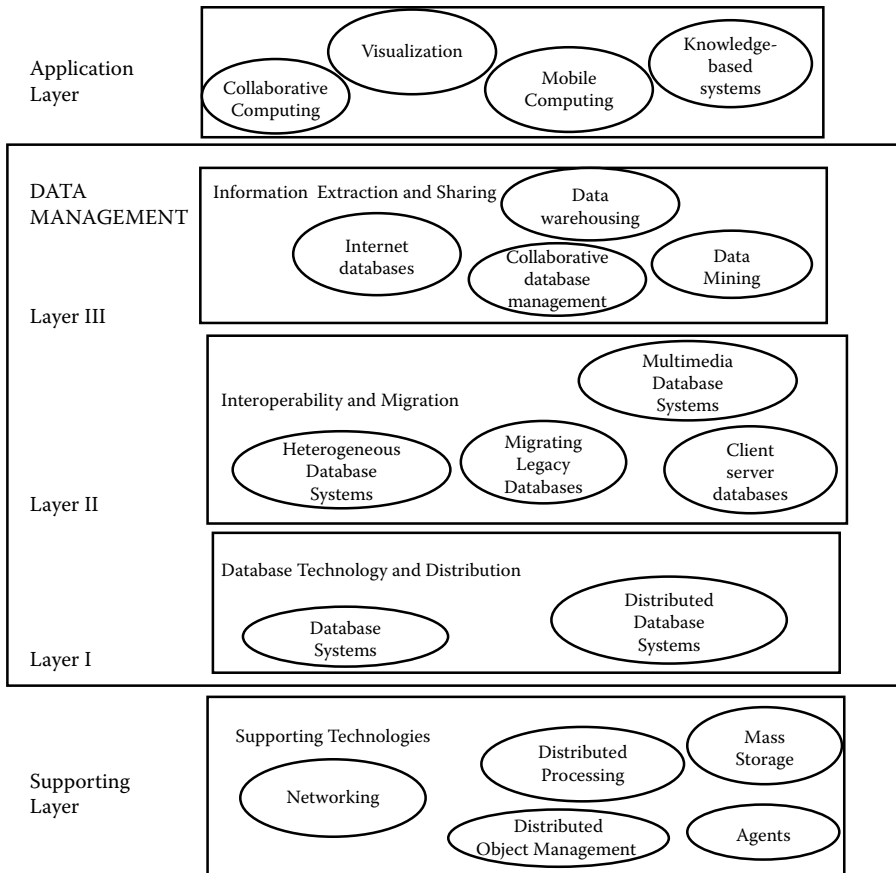 Application
Layer
Visualization
Knowledge-
based
systems
Collaborative
Computing
Mobile
Computing
DATA
MANAGEMENT
Information Extraction and Sharing
Data
warehousing
Internet
databases
Collaborative
database
management
Data
Mining
Layer III
Interoperability and Migration
Multimedia
Database
Systems
Heterogeneous
Database
Systems
Migrating
Legacy
Databases
Client
server
databases
Layer II
Database Technology and Distribution
Database
Systems
Distributed
Database
Systems
Layer I
Supporting Technologies
Mass
Storage
Distributed
Processing
Networking
Supporting
Layer
Distributed
Object Management
Agents